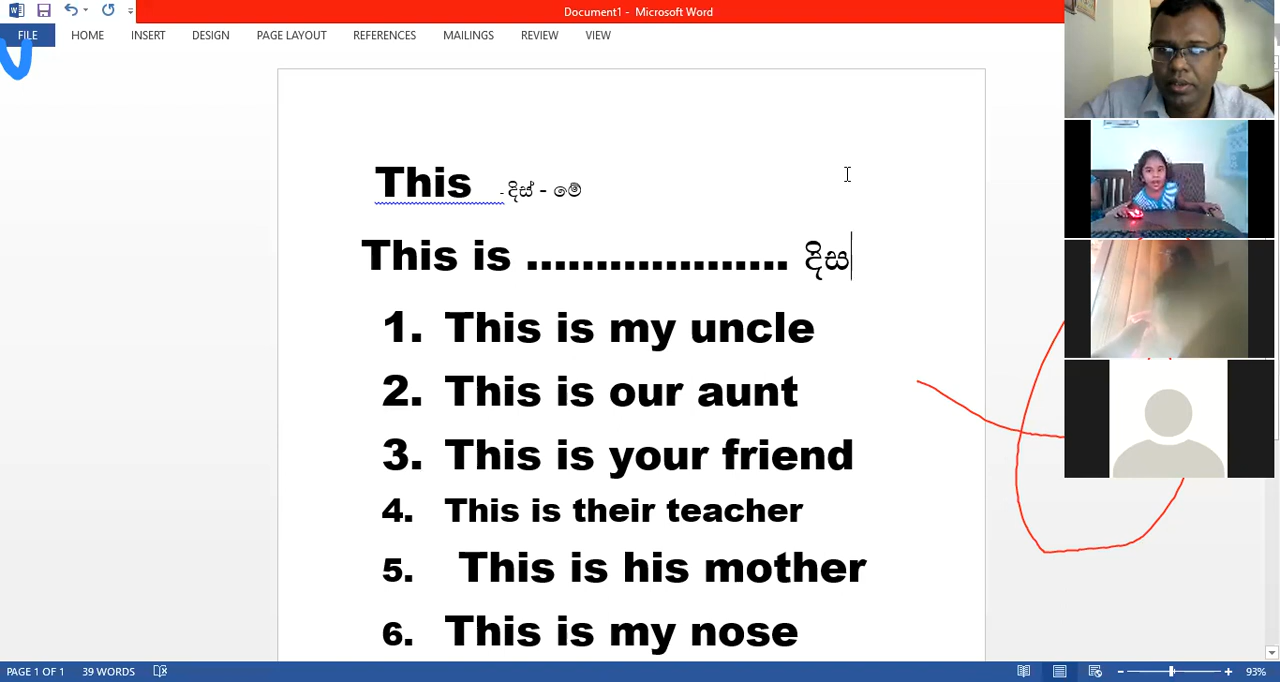 Document1 - Microsoft Word
FILE HOME INSERT DESIGN PAGE LAYOUT REFERENCES MAILINGS REVIEW VIEW
This - දිස් - මේ
This is ................... දිස
1. This is my uncle
2. This is our aunt
3. This is your friend
4. This is their teacher
5. This is his mother
6. This is my nose
PAGE 1 OF 1 39 WORDS 93%